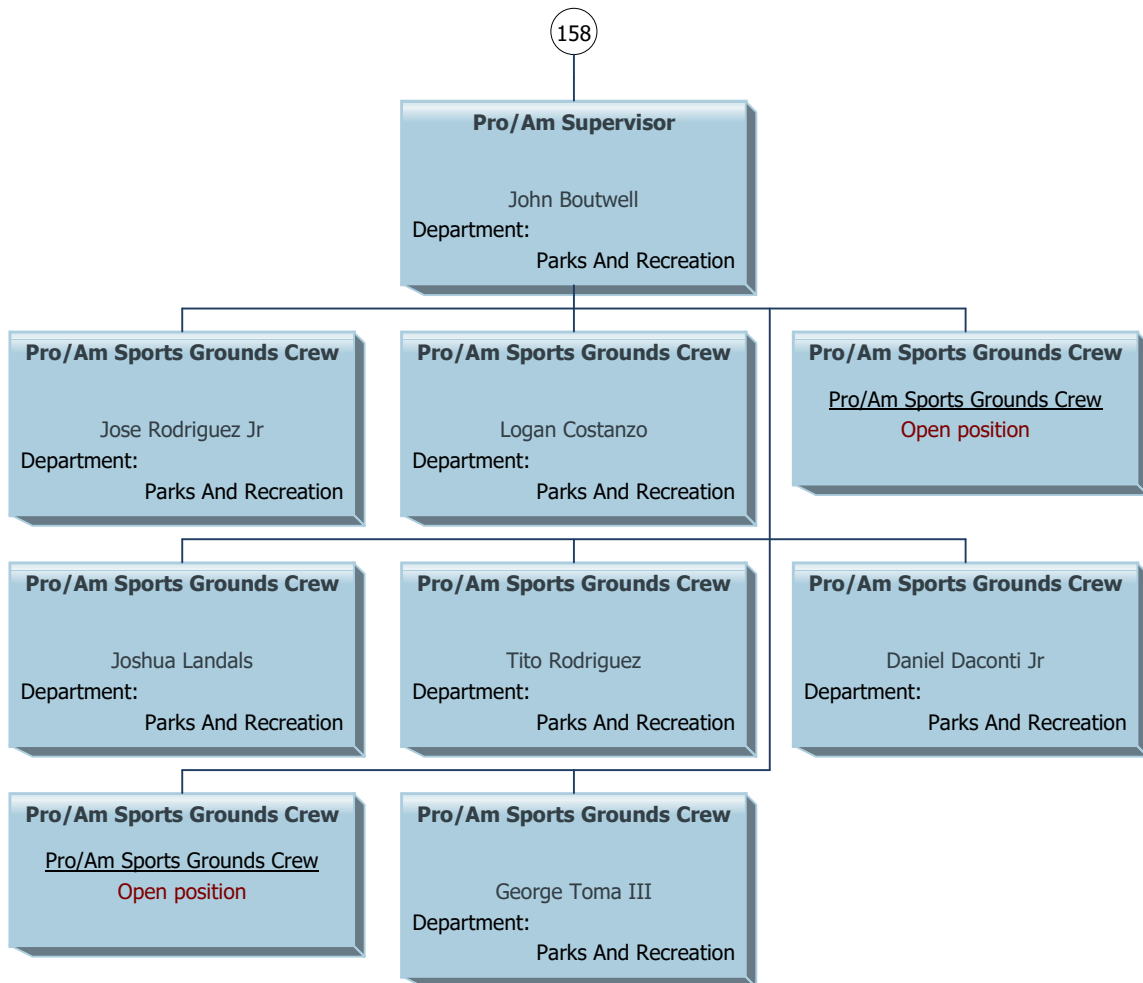 158
Pro/Am Supervisor
John Boutwell
Department:
Parks And Recreation
Pro/Am Sports Grounds Crew
Jose Rodriguez Jr
Department:
Parks And Recreation
Pro/Am Sports Grounds Crew
Logan Costanzo
Department:
Parks And Recreation
Pro/Am Sports Grounds Crew
Pro/Am Sports Grounds Crew
Open position
Pro/Am Sports Grounds Crew
Joshua Landals
Department:
Parks And Recreation
Pro/Am Sports Grounds Crew
Tito Rodriguez
Department:
Parks And Recreation
Pro/Am Sports Grounds Crew
Daniel Daconti Jr
Department:
Parks And Recreation
Pro/Am Sports Grounds Crew
Pro/Am Sports Grounds Crew
Open position
Pro/Am Sports Grounds Crew
George Toma III
Department:
Parks And Recreation